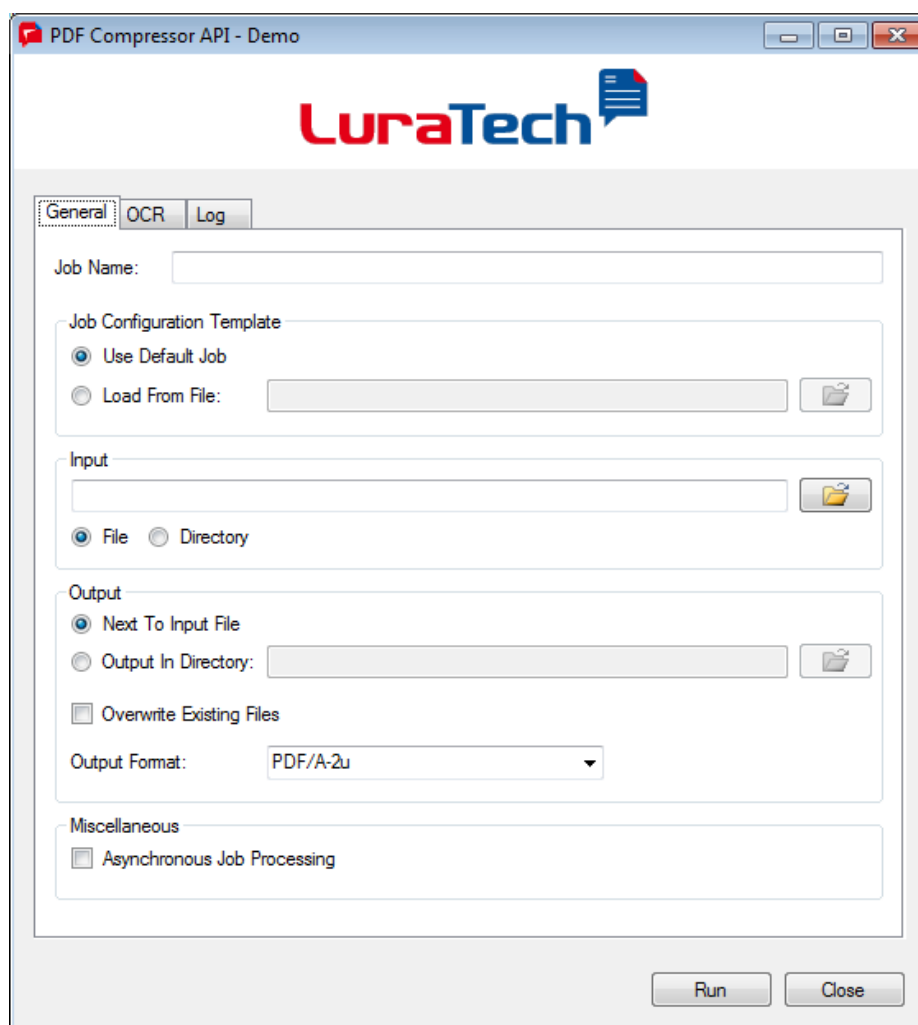 PDF Compressor API - Demo
LuraTech
General OCR Log
Job Name:
Job Configuration Template
Use Default Job
Load From File:
Input
File Directory
Output
Next To Input File
Output In Directory:
Overwrite Existing Files
Output Format: PDF/A-2u
Miscellaneous
Asynchronous Job Processing
Run Close